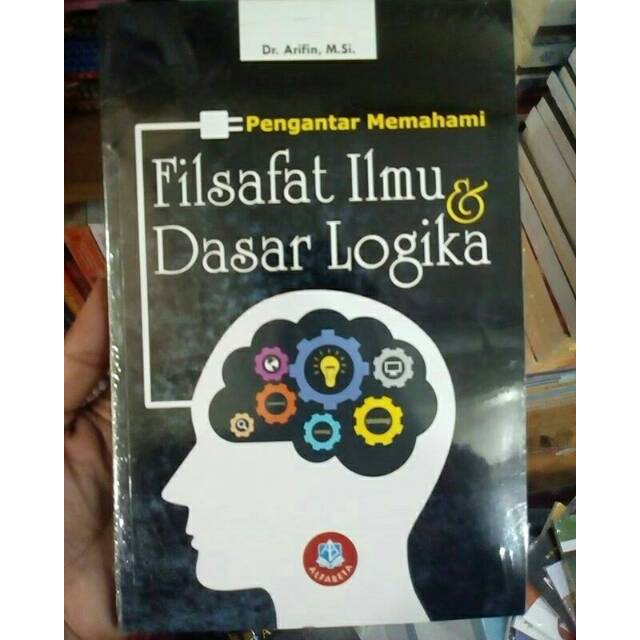 Dr. Arifin, M.Si.
Pengantar Memahami
Filsafat Ilmu &
Dasar Logika
ALFABETA